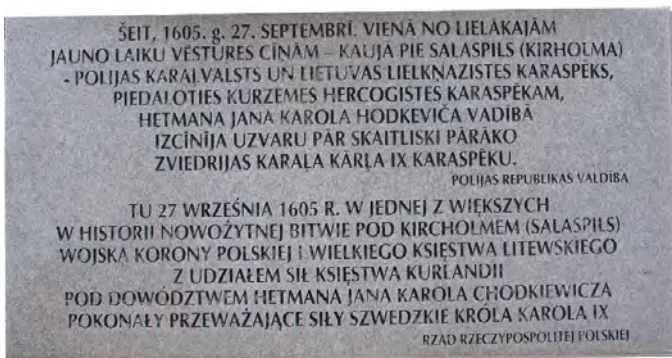 ŠEIT, 1605. g. 27. SEPTEMBRĪ, VIENĀ NO LIELĀKAJĀM
JAUNO LAIKU VĒSTURES CĪŅĀM – KAUJĀ PIE SALASPILS (KIRHOLMA)
- POLIJAS KARAĻVALSTS UN LIETUVAS LIELKŅAZISTES KARASPĒKS,
PIEDALOTIES KURZEMES HERCOGISTES KARASPĒKAM,
HETMAŅA JANA KAROLA HODKEVIČA VADĪBĀ
IZCĪNĪJA UZVARU PĀR SKAITLISKI PĀRĀKO
ZVIEDRIJAS KARAĻA KĀRĻA IX KARASPĒKU.
POLIJAS REPUBLIKAS VALDĪBA
TU 27 WRZEŚNIA 1605 R. W JEDNEJ Z WIĘKSZYCH
W HISTORII NOWOŻYTNEJ BITWIE POD KIRCHOLMEM (SALASPILS)
WOJSKA KORONY POLSKIEJ I WIELKIEGO KSIĘSTWA LITEWSKIEGO
Z UDZIAŁEM SIŁ KSIĘSTWA KURLANDII
POD DOWÓDZTWEM HETMANA JANA KAROLA CHODKIEWICZA
POKONAŁY PRZEWAŻAJĄCE SIŁY SZWEDZKIE KRÓLA KAROLA IX
RZĄD RZECZYPOSPOLITEJ POLSKIEJ